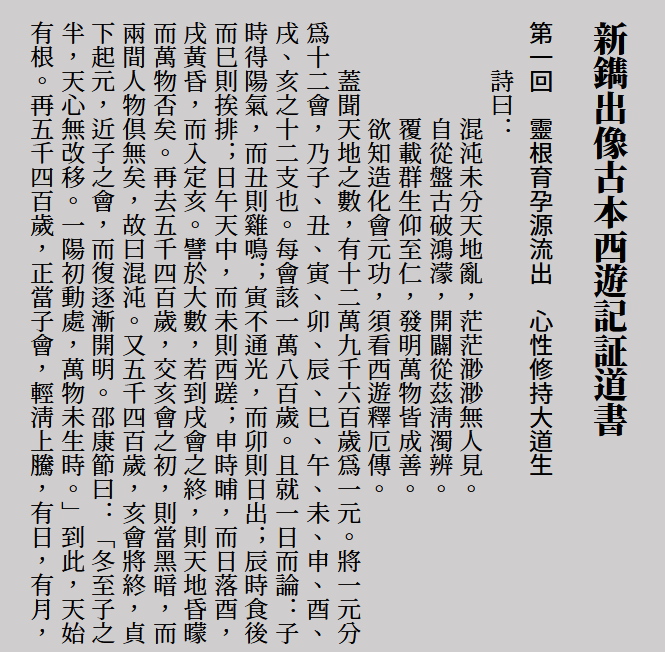 新鐫出像古本西遊記証道書
第一回　靈根育孕源流出　心性修持大道生
詩曰：
混沌未分天地亂，茫茫渺渺無人見。
自從盤古破鴻濛，開闢從茲淸濁辨。
覆載群生仰至仁，發明萬物皆成善。
欲知造化會元功，須看西遊釋厄傳。
蓋聞天地之數，有十二萬九千六百歲爲一元。將一元分
爲十二會，乃子、丑、寅、卯、辰、巳、午、未、申、酉、
戌、亥之十二支也。每會該一萬八百歲。且就一日而論：子
時得陽氣，而丑則雞鳴；寅不通光，而卯則日出；辰時食後，
而巳則挨排；日午天中，而未則西蹉；申時晡，而日落酉，
戌黃昏，而入定亥。譬於大數，若到戌會之終，則天地昏曚
而萬物否矣。再去五千四百歲，交亥會之初，則當黑暗，而
兩間人物俱無矣，故曰混沌。又五千四百歲，亥會將終，貞
下起元，近子之會，而復逐漸開明。邵康節曰：「冬至子之
半，天心無改移。一陽初動處，萬物未生時。」到此，天始
有根。再五千四百歲，正當子會，輕淸上騰，有日，有月，